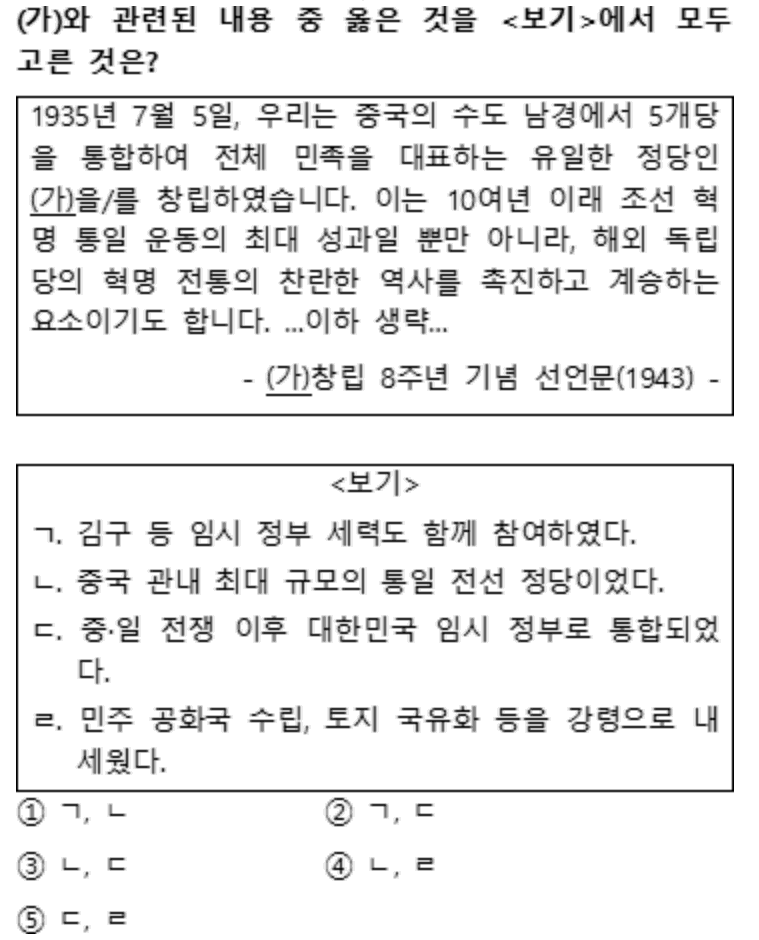 (가)와 관련된 내용 중 옳은 것을 <보기>에서 모두
고른 것은?
1935년 7월 5일, 우리는 중국의 수도 남경에서 5개당
을 통합하여 전체 민족을 대표하는 유일한 정당인
(가)을/를 창립하였습니다. 이는 10여년 이래 조선 혁
명 통일 운동의 최대 성과일 뿐만 아니라, 해외 독립
당의 혁명 전통의 찬란한 역사를 촉진하고 계승하는
요소이기도 합니다. ...이하 생략...
- (가)창립 8주년 기념 선언문(1943) -
<보기>
ㄱ. 김구 등 임시 정부 세력도 함께 참여하였다.
ㄴ. 중국 관내 최대 규모의 통일 전선 정당이었다.
ㄷ. 중·일 전쟁 이후 대한민국 임시 정부로 통합되었
다.
ㄹ. 민주 공화국 수립, 토지 국유화 등을 강령으로 내
세웠다.
① ㄱ, ㄴ ② ㄱ, ㄷ
③ ㄴ, ㄷ ④ ㄴ, ㄹ
⑤ ㄷ, ㄹ